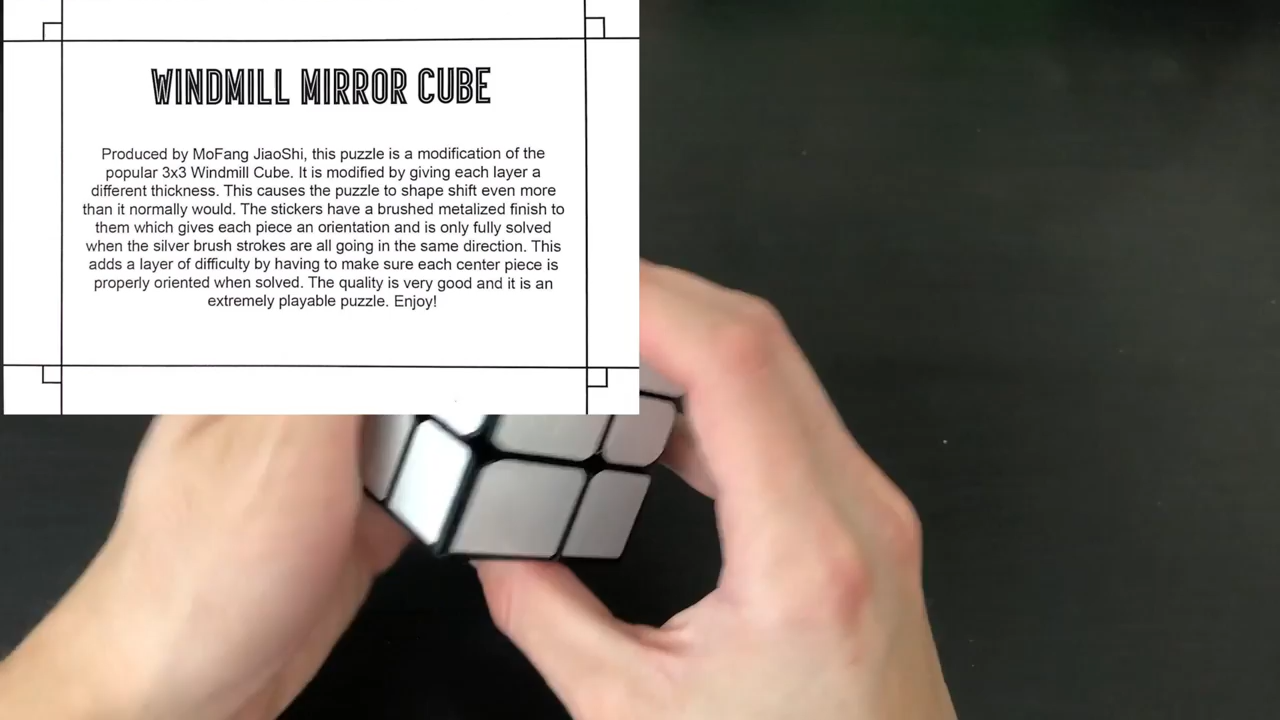 WINDMILL MIRROR CUBE
Produced by MoFang JiaoShi, this puzzle is a modification of the
popular 3x3 Windmill Cube. It is modified by giving each layer a
different thickness. This causes the puzzle to shape shift even more
than it normally would. The stickers have a brushed metalized finish to
them which gives each piece an orientation and is only fully solved
when the silver brush strokes are all going in the same direction. This
adds a layer of difficulty by having to make sure each center piece is
properly oriented when solved. The quality is very good and it is an
extremely playable puzzle. Enjoy!